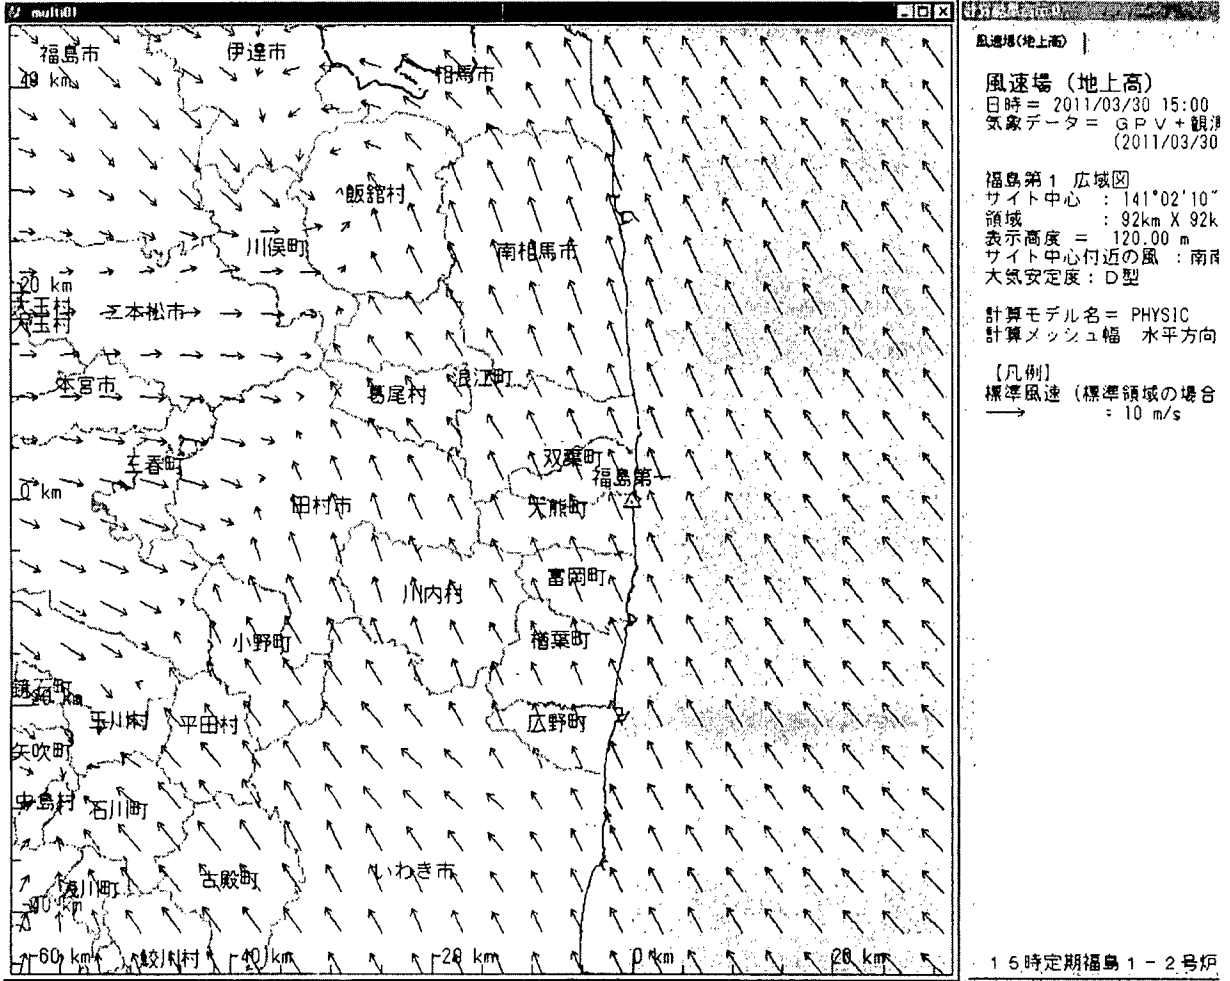 multi01
福島市
伊達市
相馬市
40 km
飯舘村
川俣町
南相馬市
20 km
大玉村
大玉村
二本松市
本宮市
葛尾村
浪江町
三春町
双葉町
福島第一
0 km
田村市
大熊町
富岡町
川内村
小野町
楢葉町
玉川村
平田村
広野町
矢吹町
中島村
石川町
浅川町
古殿町
いわき市
-60 km
鮫川村
-40 km
-20 km
0 km
20 km
風速場(地上高)
風速場（地上高）
日時＝ 2011/03/30 15:00
気象データ＝ ＧＰＶ＋観測
(2011/03/30
福島第１ 広域図
サイト中心 : 141°02'10"
領域 : 92km X 92k
表示高度 ＝ 120.00 m
サイト中心付近の風 : 南南
大気安定度：Ｄ型
計算モデル名＝ PHYSIC
計算メッシュ幅 水平方向
【凡例】
標準風速（標準領域の場合
: 10 m/s
１５時定期福島１－２号炉